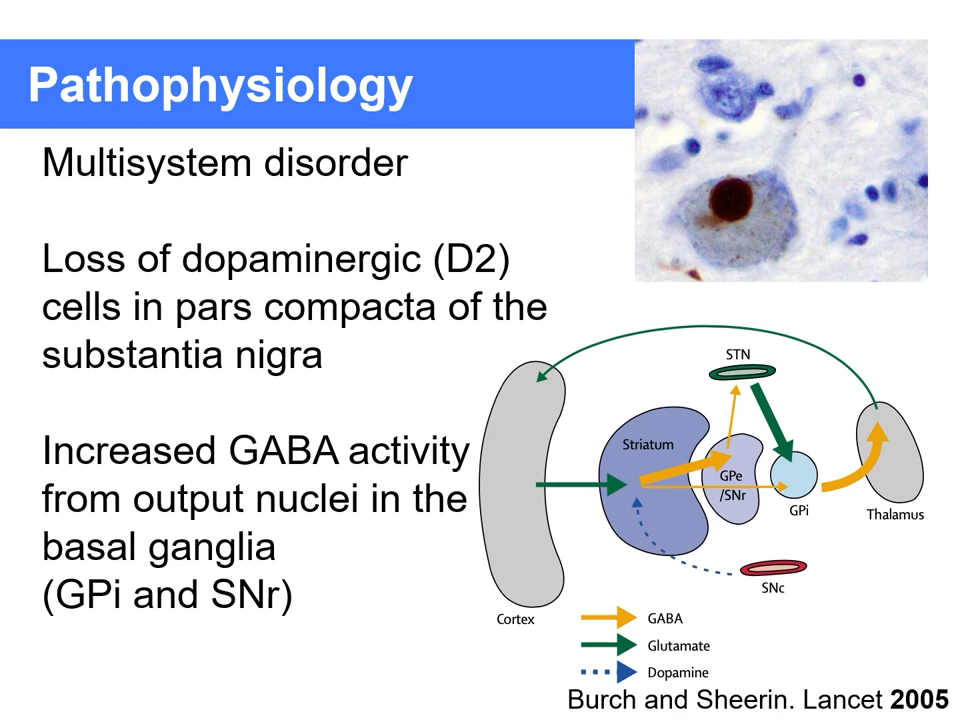 Pathophysiology
Multisystem disorder
Loss of dopaminergic (D2)
cells in pars compacta of the
substantia nigra
Increased GABA activity
from output nuclei in the
basal ganglia
(GPi and SNr)
STN
Striatum
GPe
/SNr
GPi
Thalamus
SNc
Cortex
GABA
Glutamate
Dopamine
Burch and Sheerin. Lancet 2005